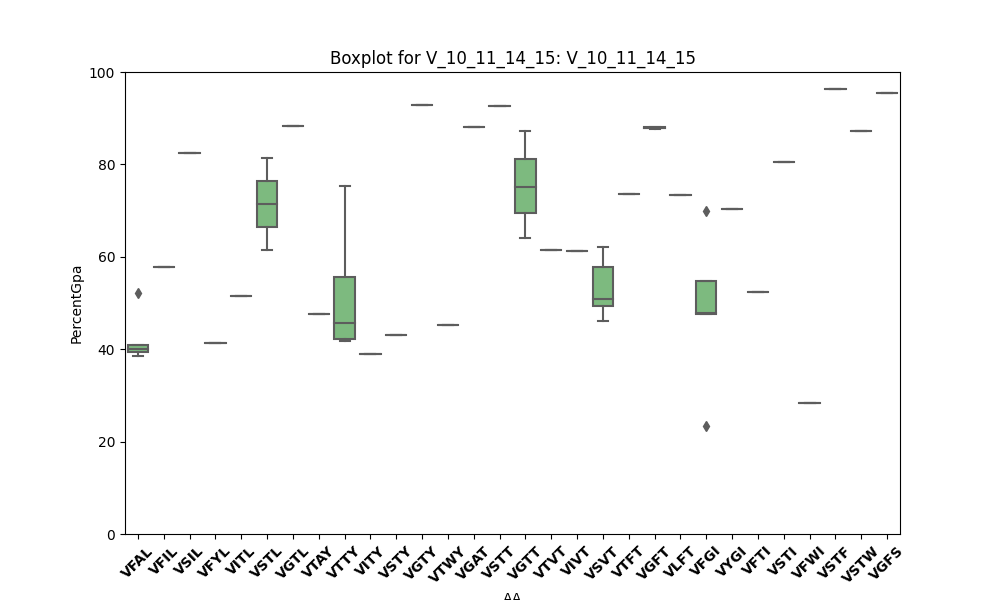 Boxplot for V_10_11_14_15: V_10_11_14_15
100
80
60
40
20
0
PercentGpa
VFAL VFIL VSIL VFYL VITL VSTL VGTL VTAY VTTY VITY VSTY VGTY VTWY VGAT VSTT VGTT VTVT VIVT VSVT VTFT VGFT VLFT VFGI VYGI VFTI VSTI VFWI VSTF VSTW VGFS
AA